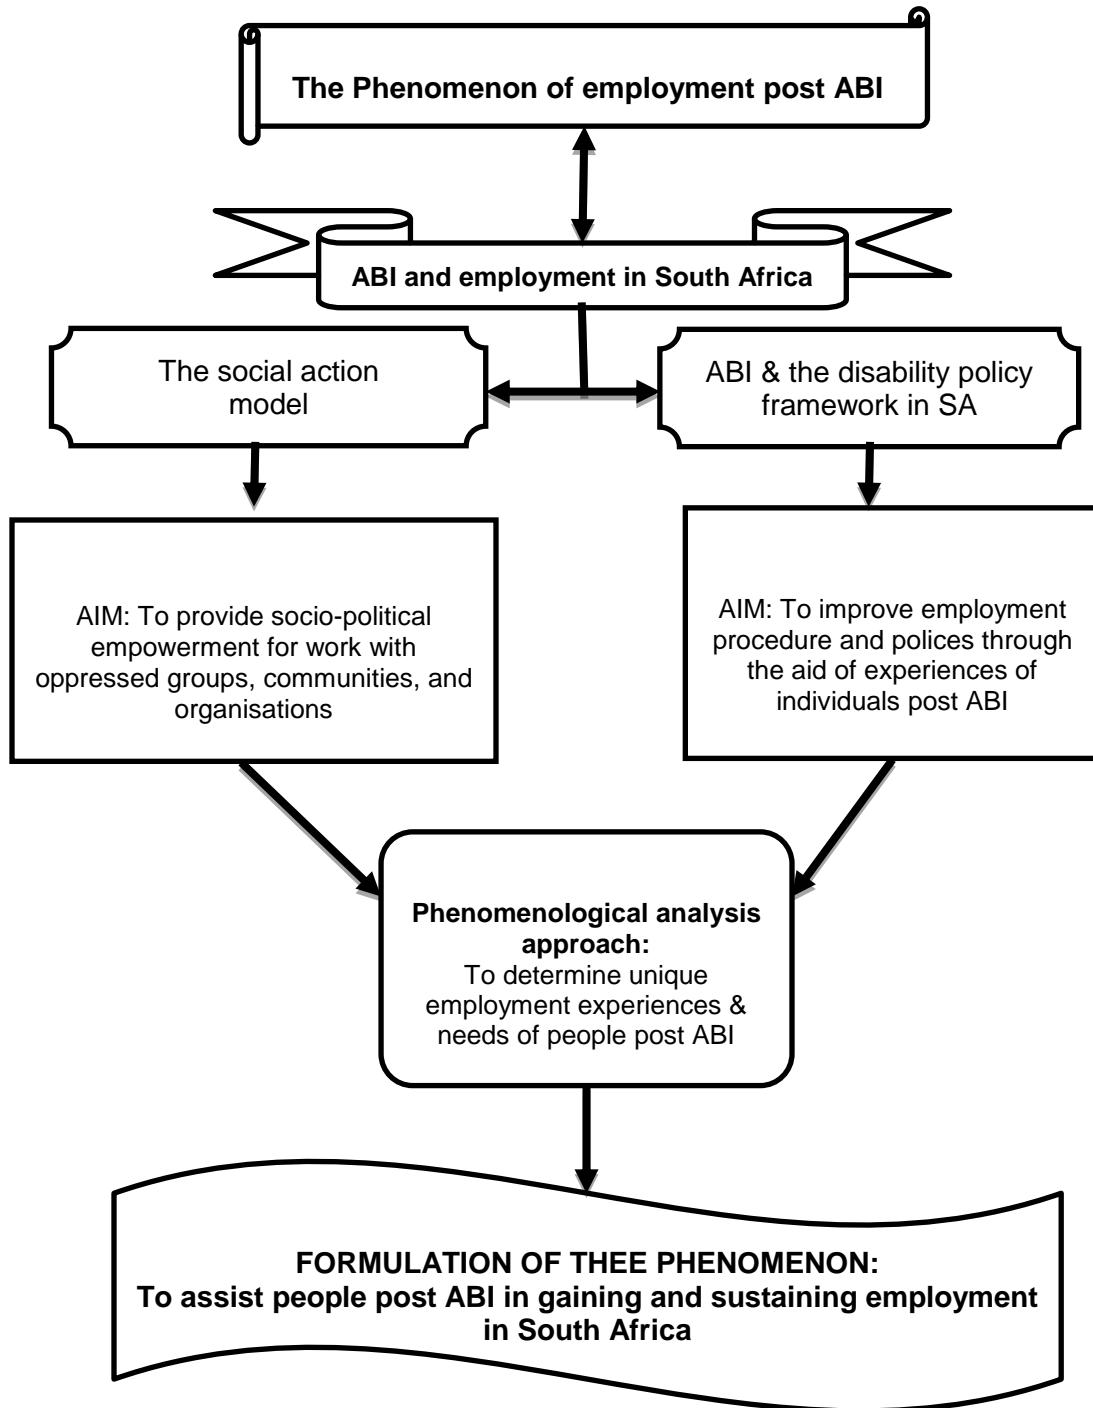 The Phenomenon of employment post ABI
ABI and employment in South Africa
The social action
model
ABI & the disability policy
framework in SA
AIM: To provide socio-political
empowerment for work with
oppressed groups, communities, and
organisations
AIM: To improve employment
procedure and polices through
the aid of experiences of
individuals post ABI
Phenomenological analysis
approach:
To determine unique
employment experiences &
needs of people post ABI
FORMULATION OF THEE PHENOMENON:
To assist people post ABI in gaining and sustaining employment
in South Africa